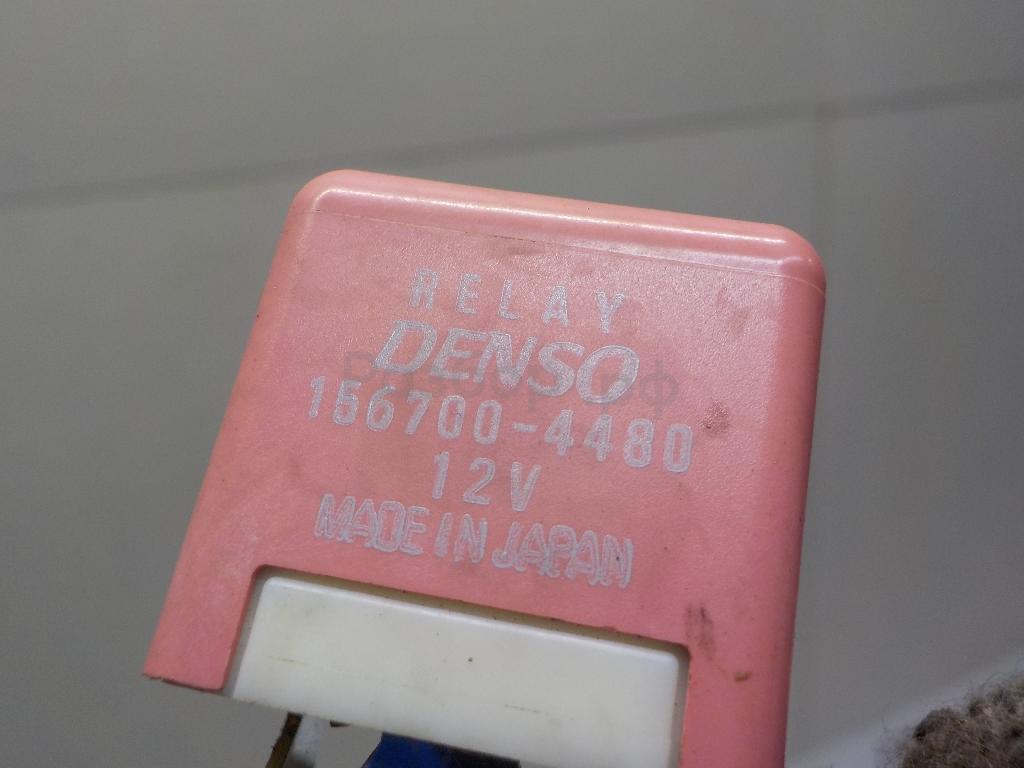 RELAY
DENSO
156700-4480
12V
MADE IN JAPAN